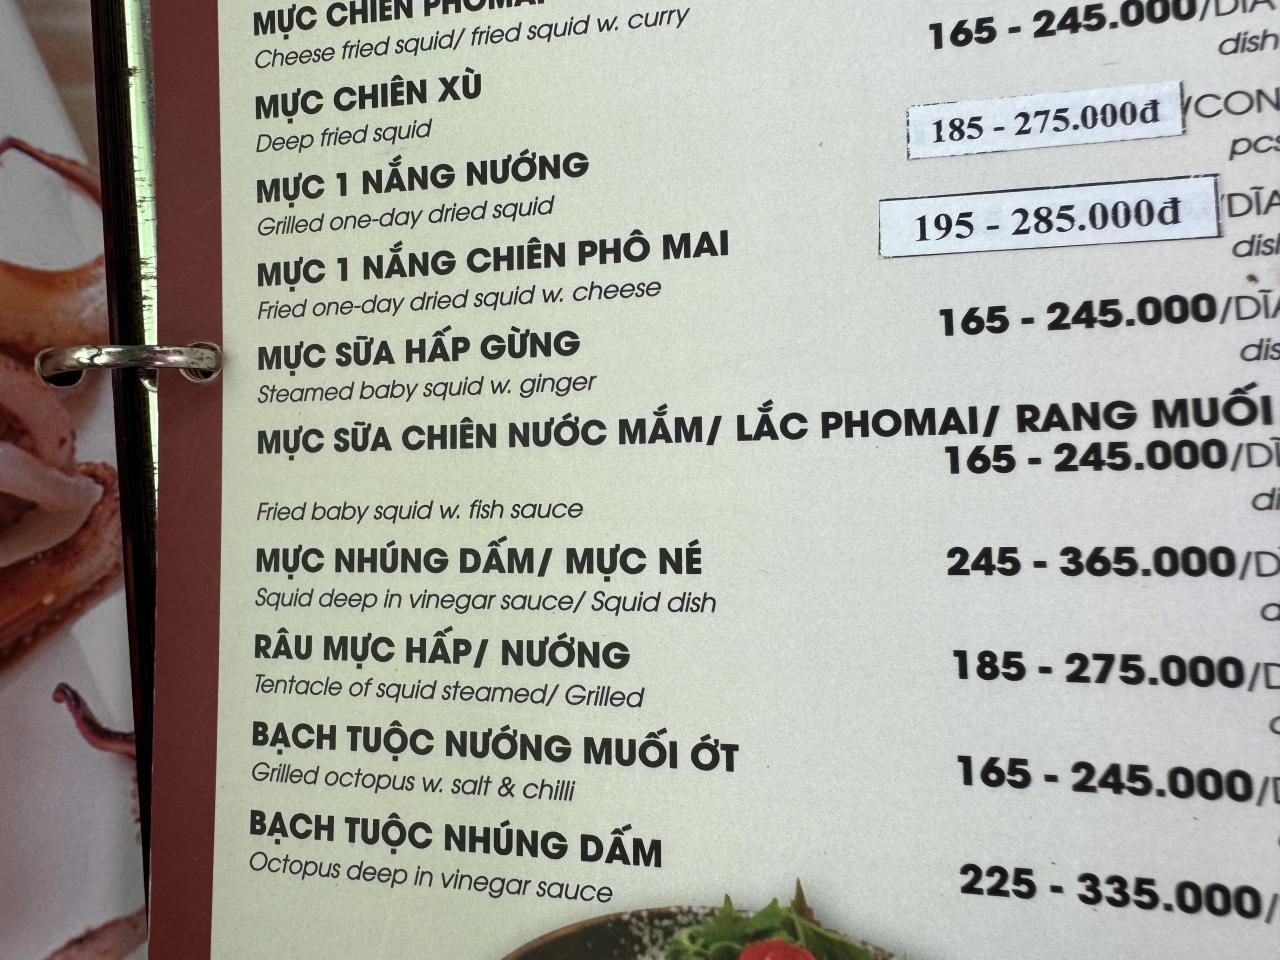 MỰC CHIÊN PHOMAI
Cheese fried squid/ fried squid w. curry
165 - 245.000/DĨA
dish
MỰC CHIÊN XÙ
Deep fried squid
185 - 275.000đ /CON
pcs
MỰC 1 NẮNG NƯỚNG
Grilled one-day dried squid
195 - 285.000đ /DĨA
dish
MỰC 1 NẮNG CHIÊN PHÔ MAI
Fried one-day dried squid w. cheese
165 - 245.000/DĨA
dis
MỰC SỮA HẤP GỪNG
Steamed baby squid w. ginger
MỰC SỮA CHIÊN NƯỚC MẮM/ LẮC PHOMAI/ RANG MUỐI
165 - 245.000/DĨ
di
Fried baby squid w. fish sauce
MỰC NHÚNG DẤM/ MỰC NÉ
245 - 365.000/D
d
Squid deep in vinegar sauce/ Squid dish
RÂU MỰC HẤP/ NƯỚNG
185 - 275.000/D
Tentacle of squid steamed/ Grilled
BẠCH TUỘC NƯỚNG MUỐI ỚT
165 - 245.000/
Grilled octopus w. salt & chilli
BẠCH TUỘC NHÚNG DẤM
225 - 335.000/
Octopus deep in vinegar sauce